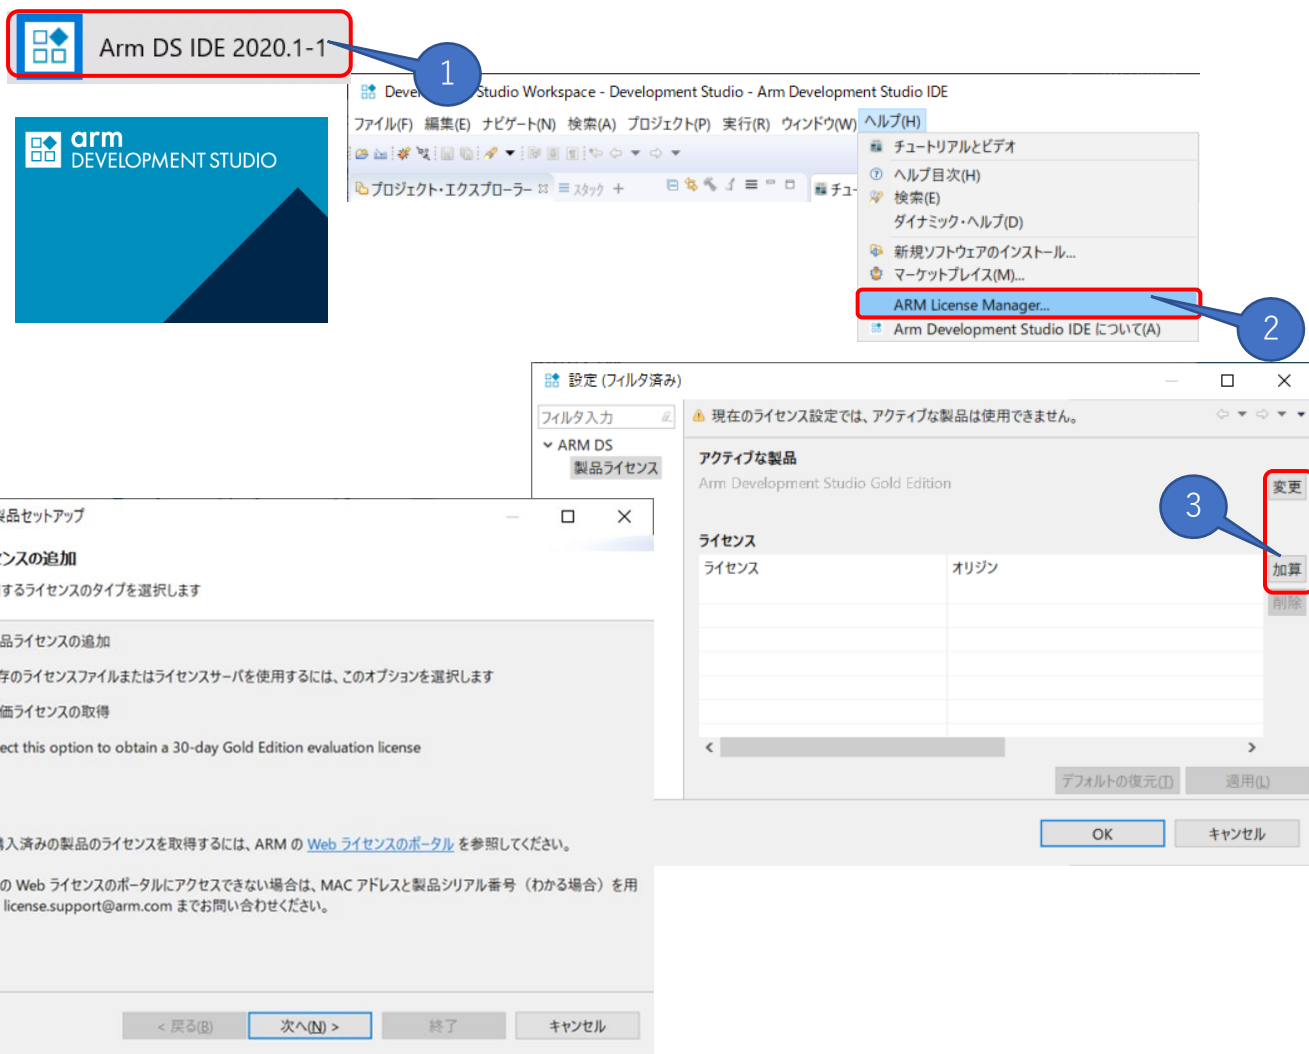 Arm DS IDE 2020.1-1
1
arm
DEVELOPMENT STUDIO
Studio Workspace - Development Studio - Arm Development Studio IDE
ファイル(F) 編集(E) ナビゲート(N) 検索(A) プロジェクト(P) 実行(R) ウィンドウ(W) ヘルプ(H)
プロジェクト・エクスプローラー スタック
チュートリアルとビデオ
ヘルプ目次(H)
検索(E)
ダイナミック・ヘルプ(D)
新規ソフトウェアのインストール...
マーケットプレイス(M)...
ARM License Manager...
Arm Development Studio IDE について(A)
2
設定 (フィルタ済み)
フィルタ入力
現在のライセンス設定では、アクティブな製品は使用できません。
ARM DS
製品ライセンス
アクティブな製品
Arm Development Studio Gold Edition
変更
3
ライセンス
ライセンス オリジン
加算
削除
デフォルトの復元(T) 適用(L)
OK キャンセル
品セットアップ
ンスの追加
するライセンスのタイプを選択します
品ライセンスの追加
存のライセンスファイルまたはライセンスサーバを使用するには、このオプションを選択します
価ライセンスの取得
ect this option to obtain a 30-day Gold Edition evaluation license
入済みの製品のライセンスを取得するには、ARM の Web ライセンスのポータル を参照してください。
の Web ライセンスのポータルにアクセスできない場合は、MAC アドレスと製品シリアル番号（わかる場合）を用
license.support@arm.com までお問い合わせください。
< 戻る(B) 次へ(N) > 終了 キャンセル